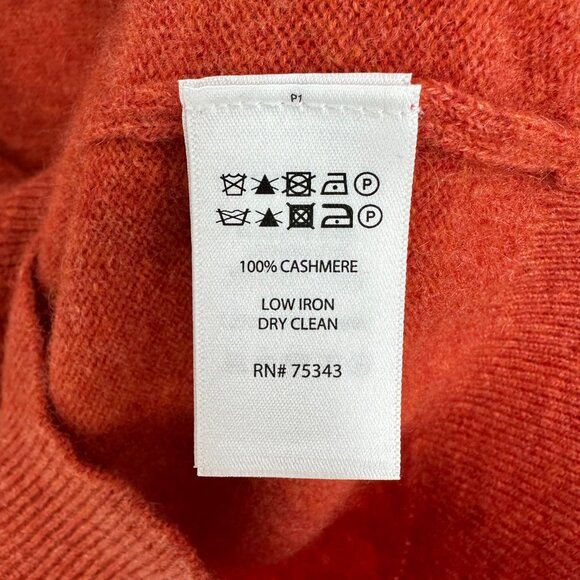 P1
P
P
100% CASHMERE
LOW IRON
DRY CLEAN
RN# 75343